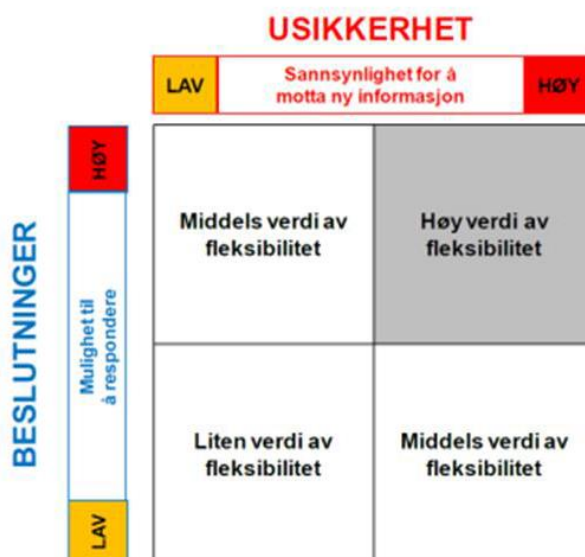 USIKKERHET
LAV
Sannsynlighet for å
motta ny informasjon
HØY
BESLUTNINGER
HØY
Mulighet til
å respondere
LAV
Middels verdi av
fleksibilitet
Høy verdi av
fleksibilitet
Liten verdi av
fleksibilitet
Middels verdi av
fleksibilitet